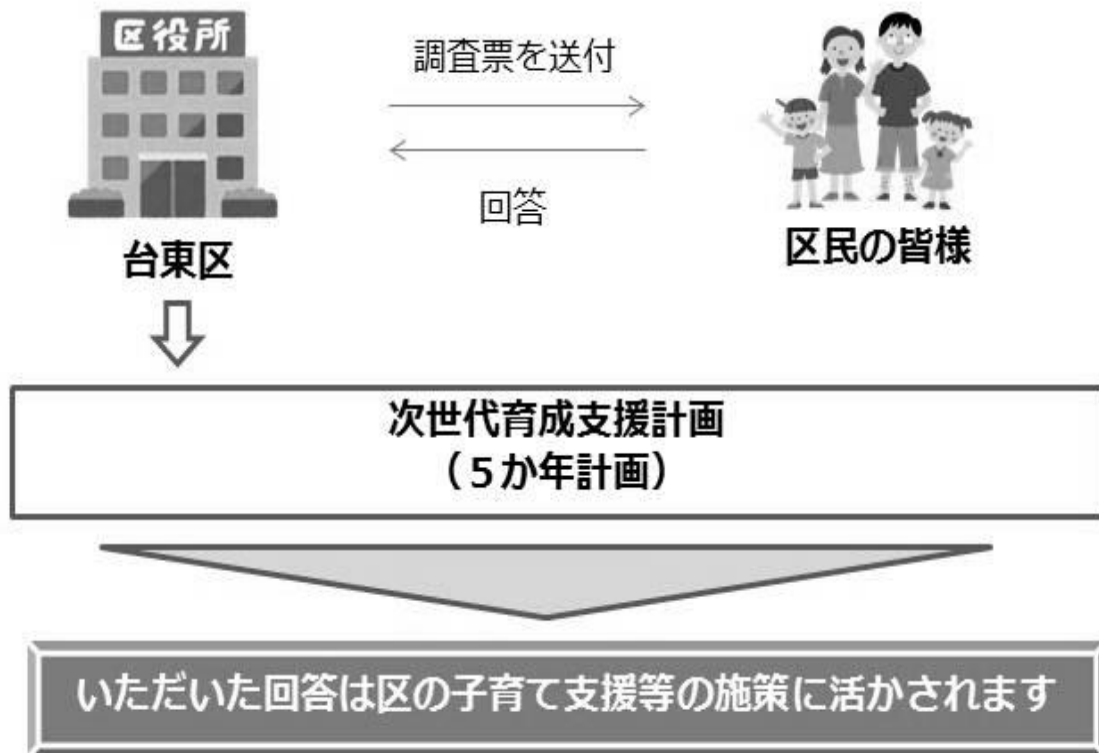 区役所
調査票を送付
回答
台東区
区民の皆様
次世代育成支援計画
（５か年計画）
いただいた回答は区の子育て支援等の施策に活かされます